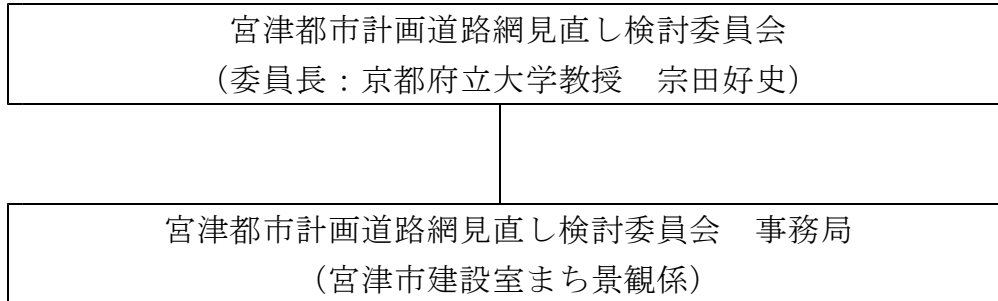 宮津都市計画道路網見直し検討委員会
（委員長：京都府立大学教授　宗田好史）
宮津都市計画道路網見直し検討委員会　事務局
（宮津市建設室まち景観係）